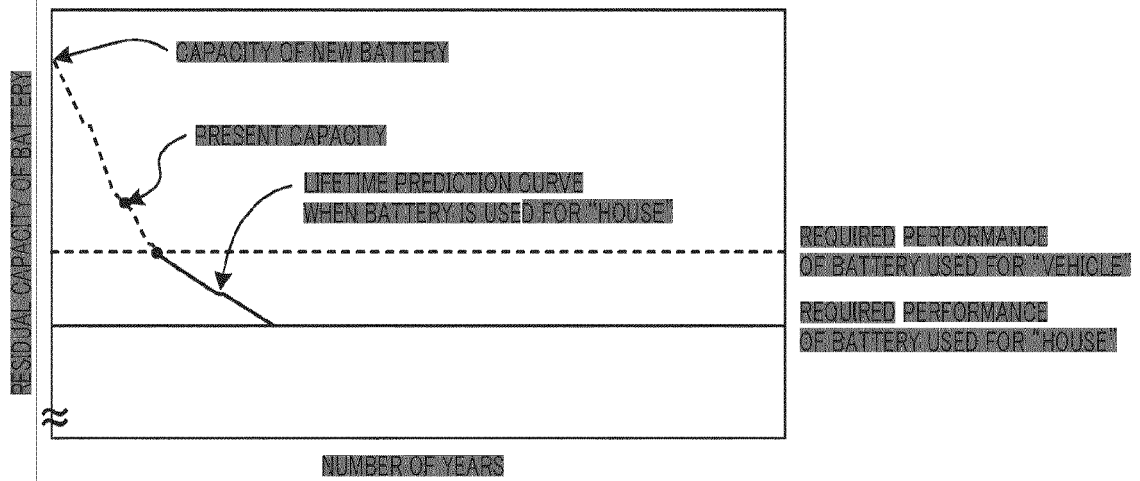 CAPACITY OF NEW BATTERY
PRESENT CAPACITY
LIFETIME PREDICTION CURVE
WHEN BATTERY IS USED FOR "HOUSE"
REQUIRED PERFORMANCE
OF BATTERY USED FOR "VEHICLE"
REQUIRED PERFORMANCE
OF BATTERY USED FOR "HOUSE"
RESIDUAL CAPACITY OF BATTERY
NUMBER OF YEARS